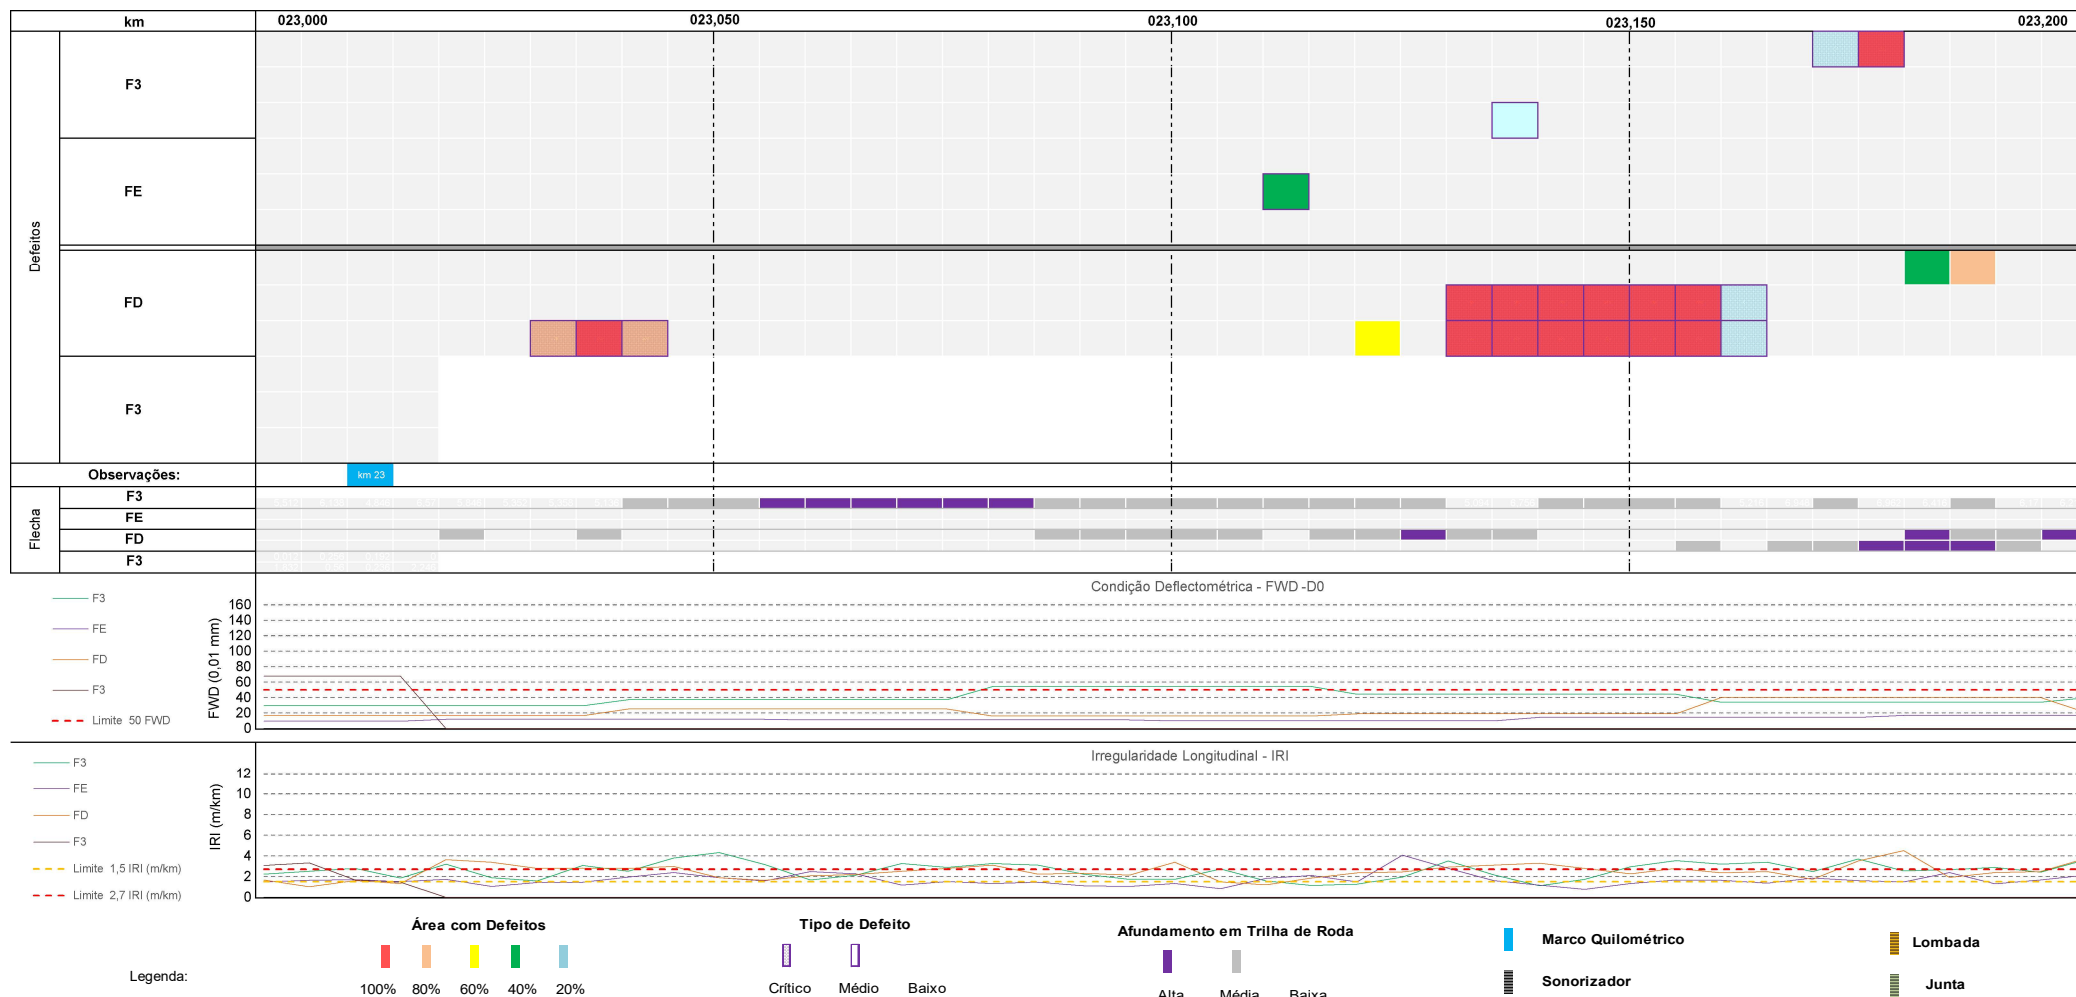 km 023,000 023,050 023,100 023,150 023,200
Defeitos
F3
FE
FD
F3
Observações: km 23
Flecha
F3
FE
FD
F3
Condição Deflectométrica - FWD -D0
F3
FE
FD
F3
Limite 50 FWD
FWD (0,01 mm)
160
140
120
100
80
60
40
20
0
Irregularidade Longitudinal - IRI
F3
FE
FD
F3
Limite 1,5 IRI (m/km)
Limite 2,7 IRI (m/km)
IRI (m/km)
12
10
8
6
4
2
0
Legenda:
Área com Defeitos
100% 80% 60% 40% 20%
Tipo de Defeito
Crítico Médio Baixo
Afundamento em Trilha de Roda
Alta Média Baixa
Marco Quilométrico
Sonorizador
Lombada
Junta